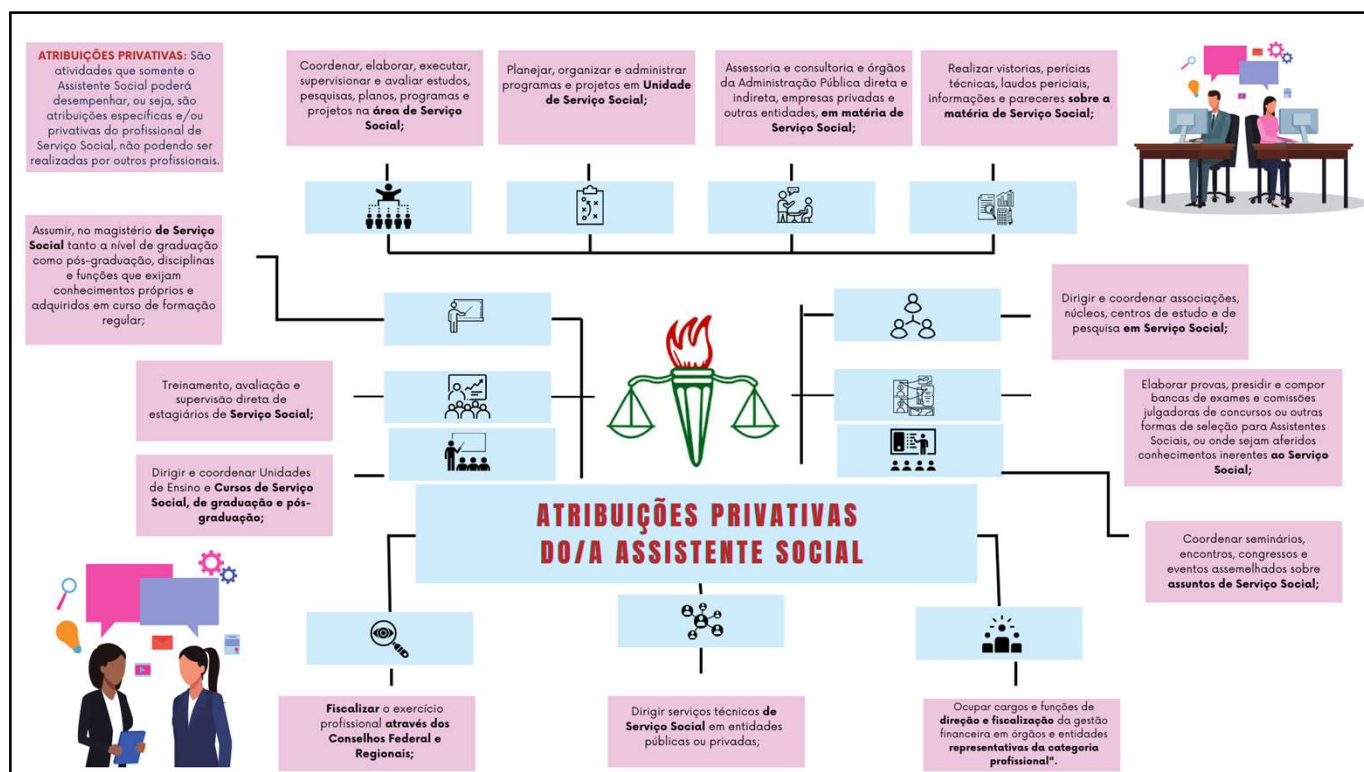 ATRIBUIÇÕES PRIVATIVAS: São
atividades que somente o
Assistente Social poderá
desempenhar, ou seja, são
atribuições específicas e/ou
privativas do profissional de
Serviço Social, não podendo ser
realizadas por outros profissionais.
Coordenar, elaborar, executar,
supervisionar e avaliar estudos,
pesquisas, planos, programas e
projetos na área de Serviço
Social;
Planejar, organizar e administrar
programas e projetos em Unidade
de Serviço Social;
Assessoria e consultoria e órgãos
da Administração Pública direta e
indireta, empresas privadas e
outras entidades, em matéria de
Serviço Social;
Realizar vistorias, perícias
técnicas, laudos periciais,
informações e pareceres sobre a
matéria de Serviço Social;
Assumir, no magistério de Serviço
Social tanto a nível de graduação
como pós-graduação, disciplinas
e funções que exijam
conhecimentos próprios e
adquiridos em curso de formação
regular;
Dirigir e coordenar associações,
núcleos, centros de estudo e de
pesquisa em Serviço Social;
Treinamento, avaliação e
supervisão direta de
estagiários de Serviço Social;
Elaborar provas, presidir e compor
bancas de exames e comissões
julgadoras de concursos ou outras
formas de seleção para Assistentes
Sociais, ou onde sejam aferidos
conhecimentos inerentes ao Serviço
Social;
Dirigir e coordenar Unidades
de Ensino e Cursos de Serviço
Social, de graduação e pós-
graduação;
ATRIBUIÇÕES PRIVATIVAS
DO/A ASSISTENTE SOCIAL
Coordenar seminários,
encontros, congressos e
eventos assemelhados sobre
assuntos de Serviço Social;
Fiscalizar o exercício
profissional através dos
Conselhos Federal e
Regionais;
Dirigir serviços técnicos de
Serviço Social em entidades
públicas ou privadas;
Ocupar cargos e funções de
direção e fiscalização da gestão
financeira em órgãos e entidades
representativas da categoria
profissional".